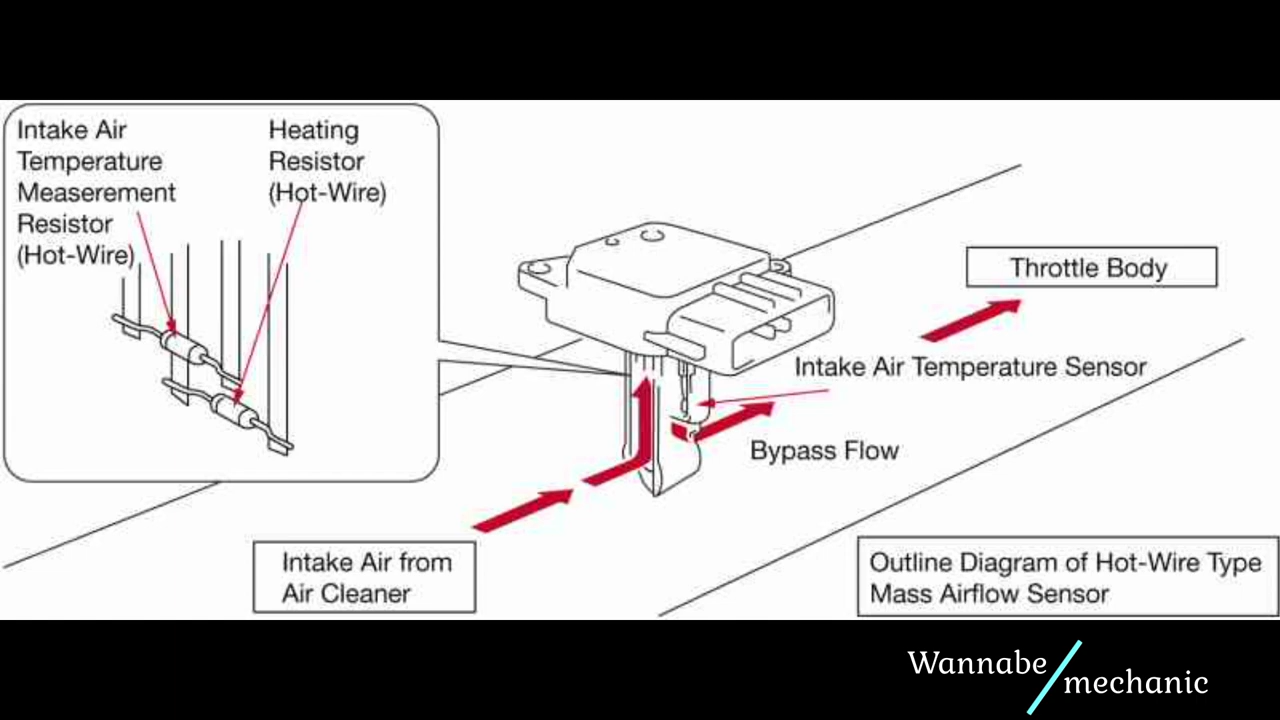 Intake Air
Temperature
Measerement
Resistor
(Hot-Wire)
Heating
Resistor
(Hot-Wire)
Throttle Body
Intake Air Temperature Sensor
Bypass Flow
Intake Air from
Air Cleaner
Outline Diagram of Hot-Wire Type
Mass Airflow Sensor
Wannabe
mechanic